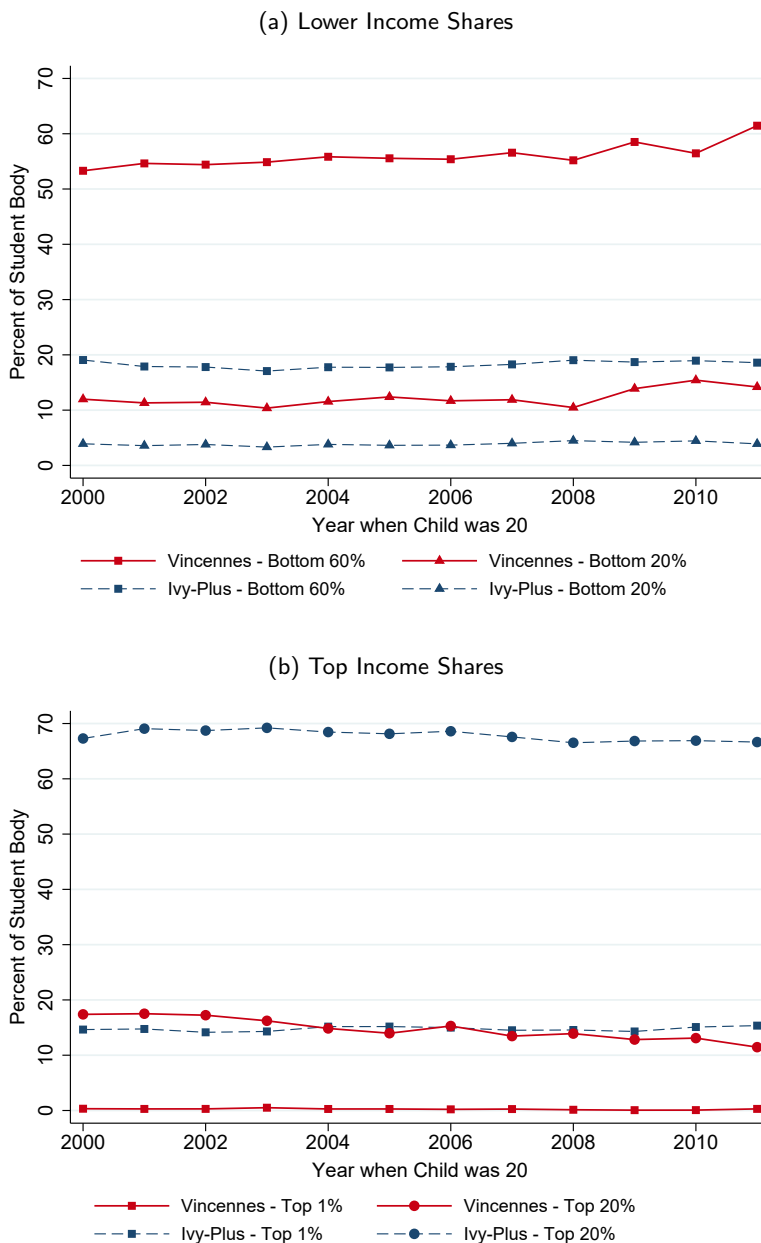 (a) Lower Income Shares
Percent of Student Body
70
60
50
40
30
20
10
0
2000 2002 2004 2006 2008 2010
Year when Child was 20
Vincennes - Bottom 60% Vincennes - Bottom 20%
Ivy-Plus - Bottom 60% Ivy-Plus - Bottom 20%
(b) Top Income Shares
Percent of Student Body
70
60
50
40
30
20
10
0
2000 2002 2004 2006 2008 2010
Year when Child was 20
Vincennes - Top 1% Vincennes - Top 20%
Ivy-Plus - Top 1% Ivy-Plus - Top 20%